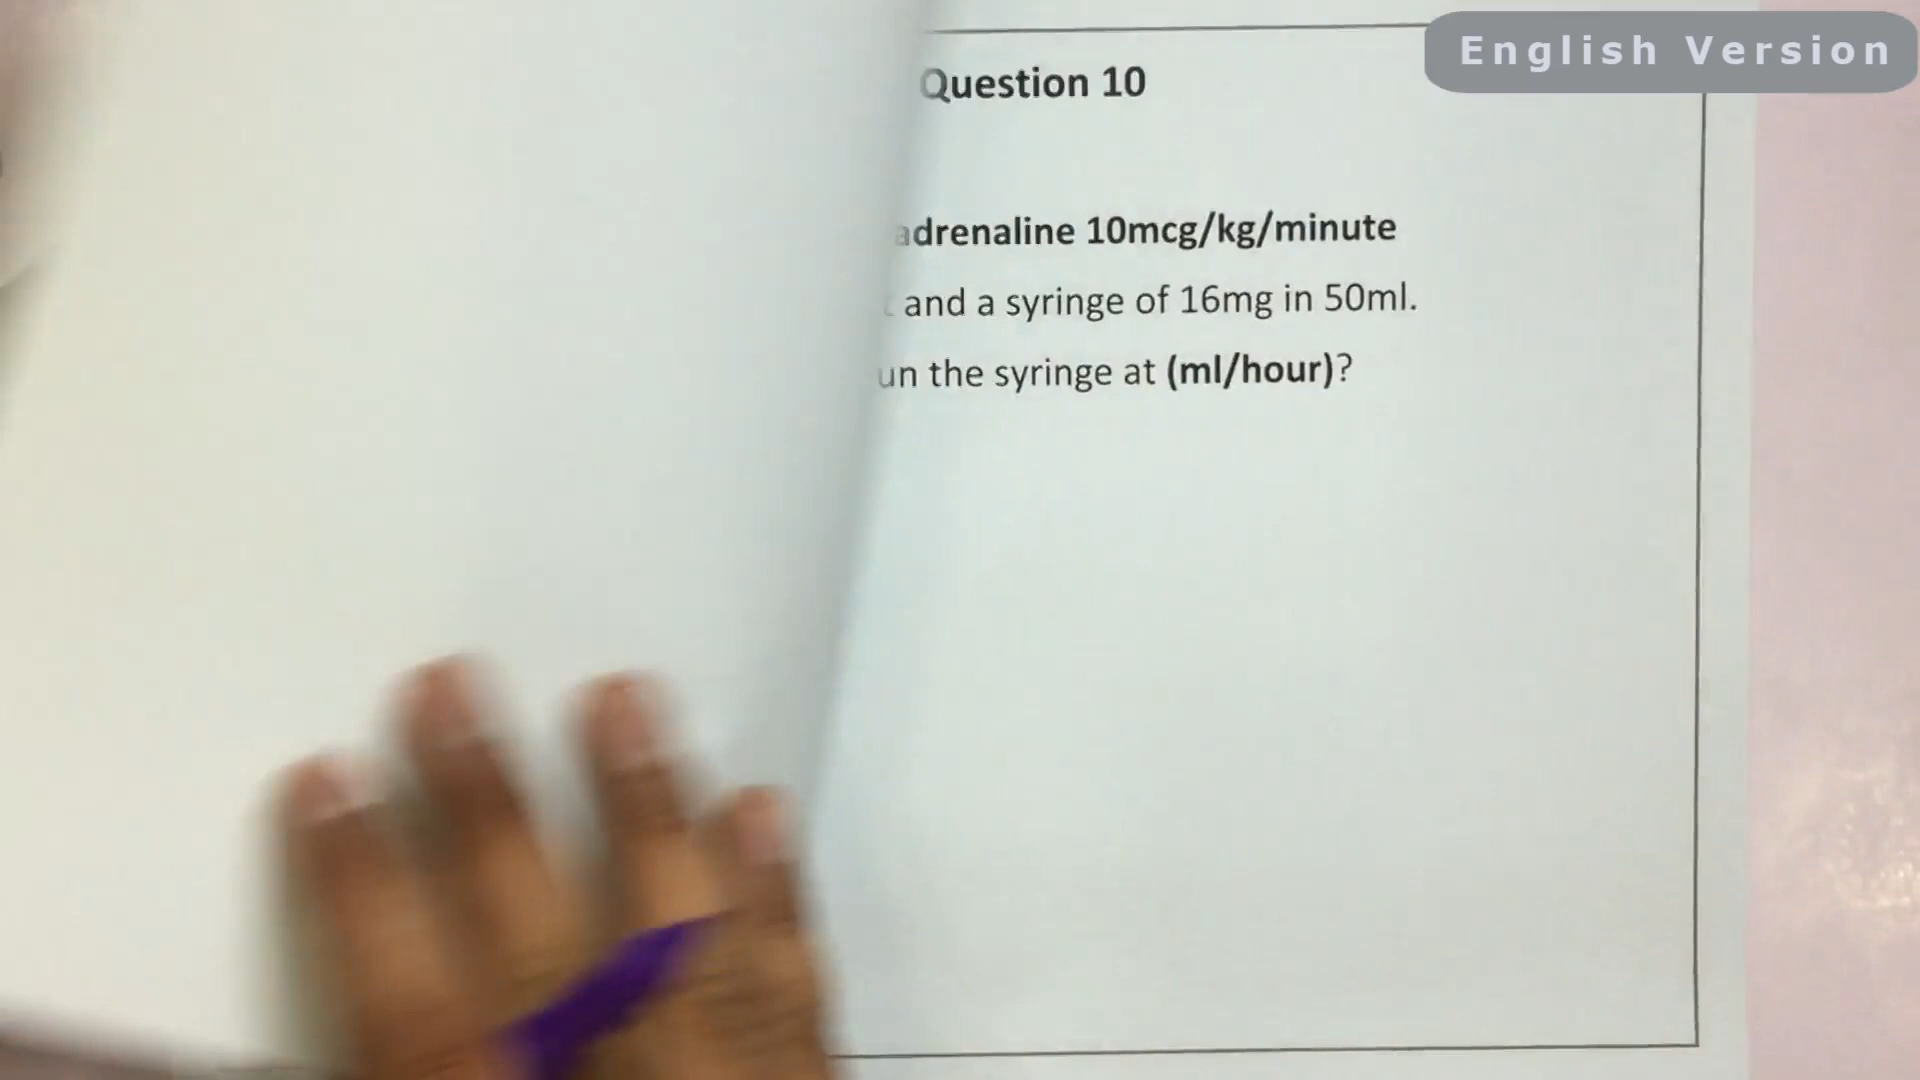 English Version
Question 10
adrenaline 10mcg/kg/minute
and a syringe of 16mg in 50ml.
un the syringe at (ml/hour)?